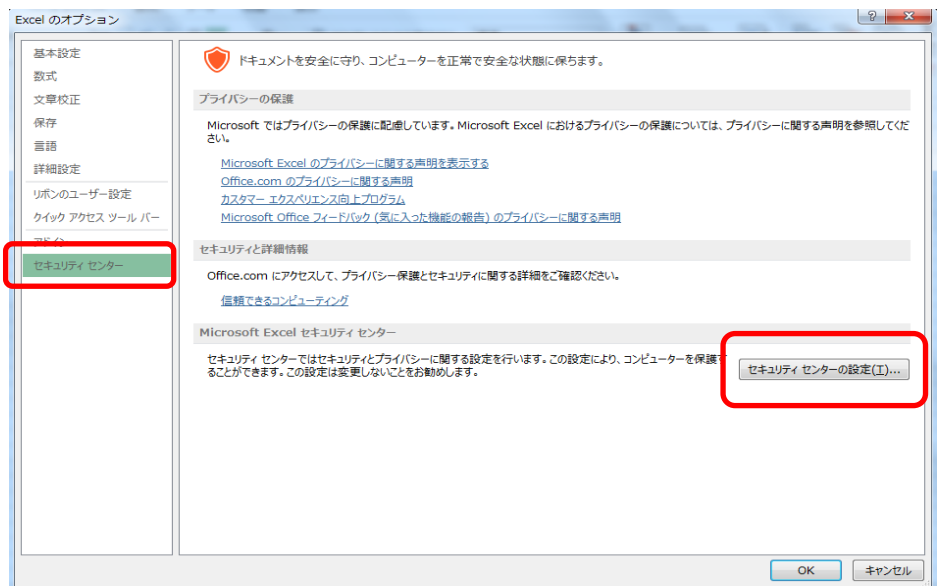 Excel のオプション
基本設定
数式
文章校正
保存
言語
詳細設定
リボンのユーザー設定
クイック アクセス ツール バー
アドイン
セキュリティ センター
ドキュメントを安全に守り、コンピューターを正常で安全な状態に保ちます。
プライバシーの保護
Microsoft ではプライバシーの保護に配慮しています。Microsoft Excel におけるプライバシーの保護については、プライバシーに関する声明を参照してくだ
さい。
Microsoft Excel のプライバシーに関する声明を表示する
Office.com のプライバシーに関する声明
カスタマー エクスペリエンス向上プログラム
Microsoft Office フィードバック (気に入った機能の報告) のプライバシーに関する声明
セキュリティと詳細情報
Office.com にアクセスして、プライバシー保護とセキュリティに関する詳細をご確認ください。
信頼できるコンピューティング
Microsoft Excel セキュリティ センター
セキュリティ センターではセキュリティとプライバシーに関する設定を行います。この設定により、コンピューターを保護す
ることができます。この設定は変更しないことをお勧めします。
セキュリティ センターの設定(T)...
OK
キャンセル